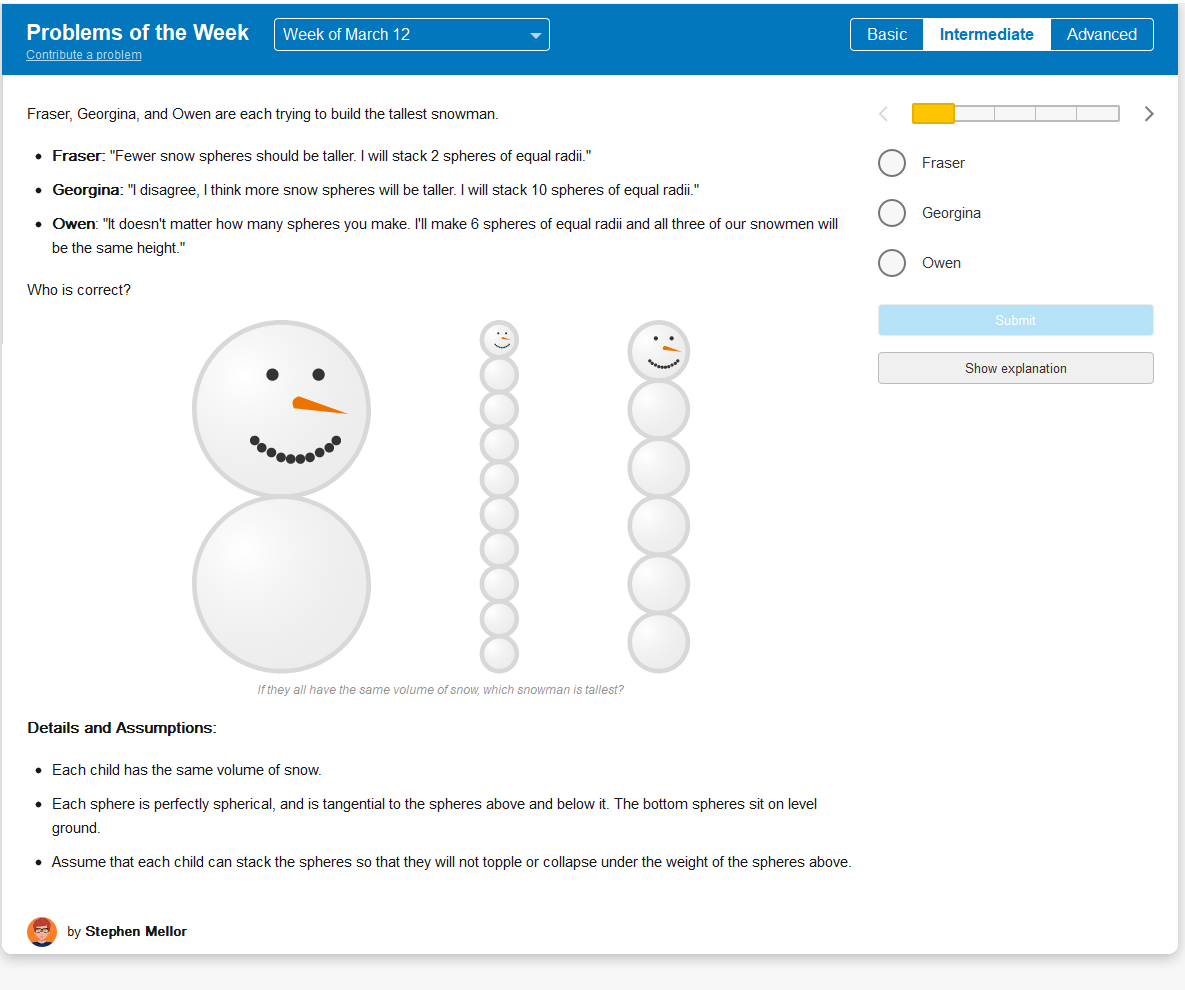 Problems of the Week
Week of March 12
Basic
Intermediate
Advanced
Contribute a problem
Fraser, Georgina, and Owen are each trying to build the tallest snowman.
Fraser: "Fewer snow spheres should be taller. I will stack 2 spheres of equal radii."
Georgina: "I disagree, I think more snow spheres will be taller. I will stack 10 spheres of equal radii."
Owen: "It doesn't matter how many spheres you make. I'll make 6 spheres of equal radii and all three of our snowmen will
be the same height."
Who is correct?
If they all have the same volume of snow, which snowman is tallest?
Details and Assumptions:
Each child has the same volume of snow.
Each sphere is perfectly spherical, and is tangential to the spheres above and below it. The bottom spheres sit on level
ground.
Assume that each child can stack the spheres so that they will not topple or collapse under the weight of the spheres above.
by Stephen Mellor
Fraser
Georgina
Owen
Submit
Show explanation